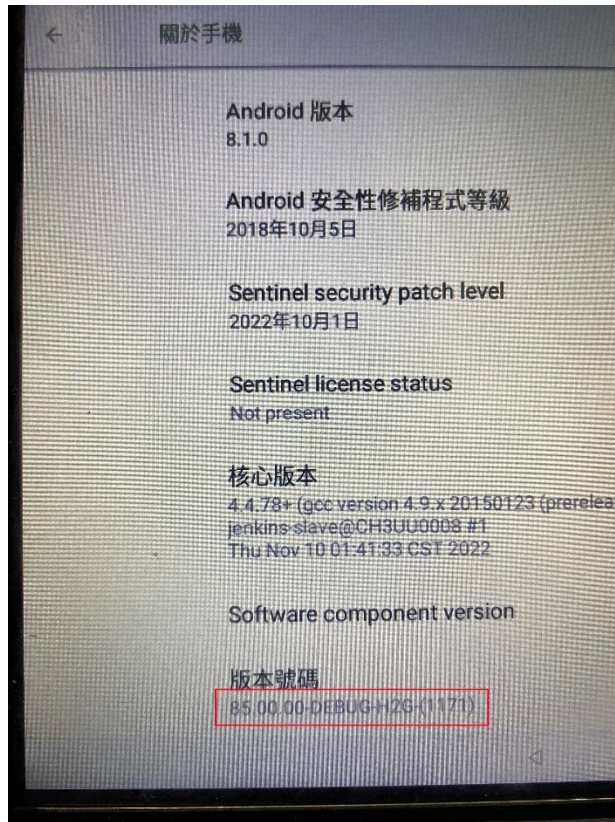 關於手機
Android 版本
8.1.0
Android 安全性修補程式等級
2018年10月5日
Sentinel security patch level
2022年10月1日
Sentinel license status
Not present
核心版本
4.4.78+ (gcc version 4.9.x 20150123 (prerelea
jenkins-slave@CH3UU0008 #1
Thu Nov 10 01:41:33 CST 2022
Software component version
版本號碼
85.00.00-DEBUG-H2G-(1171)